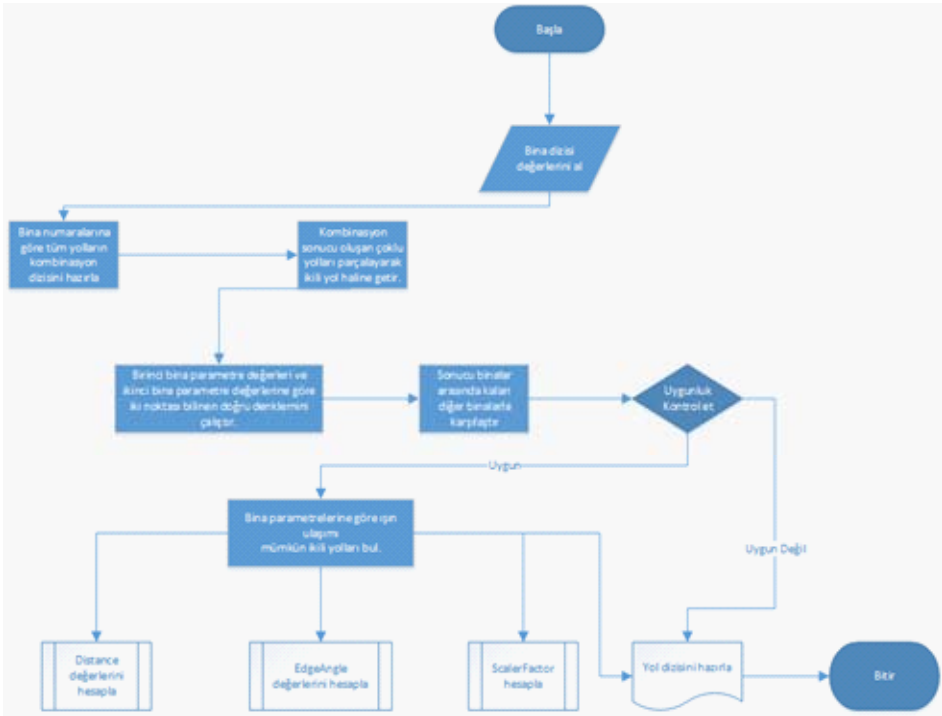 Başla
Bina dizisi
değerlerini al
Bina numaralarına
göre tüm yolların
kombinasyon
dizisini hazırla
Kombinasyon
sonucu oluşan çoklu
yolları parçalayarak
ikili yol haline getir.
Birinci bina parametre değerleri ve
ikinci bina parametre değerlerine göre
iki noktası bilinen doğru denklemini
çalıştır.
Sonucu binalar
arasında kalan
diğer binalarla
karşılaştır
Uygunluk
Kontrol et
Uygun
Uygun Değil
Bina parametrelerine göre ışın
ulaşımı
mümkün ikili yolları bul.
Distance
değerlerini
hesapla
EdgeAngle
değerlerini hesapla
ScalerFactor
hesapla
Yol dizisini hazırla
Bitir